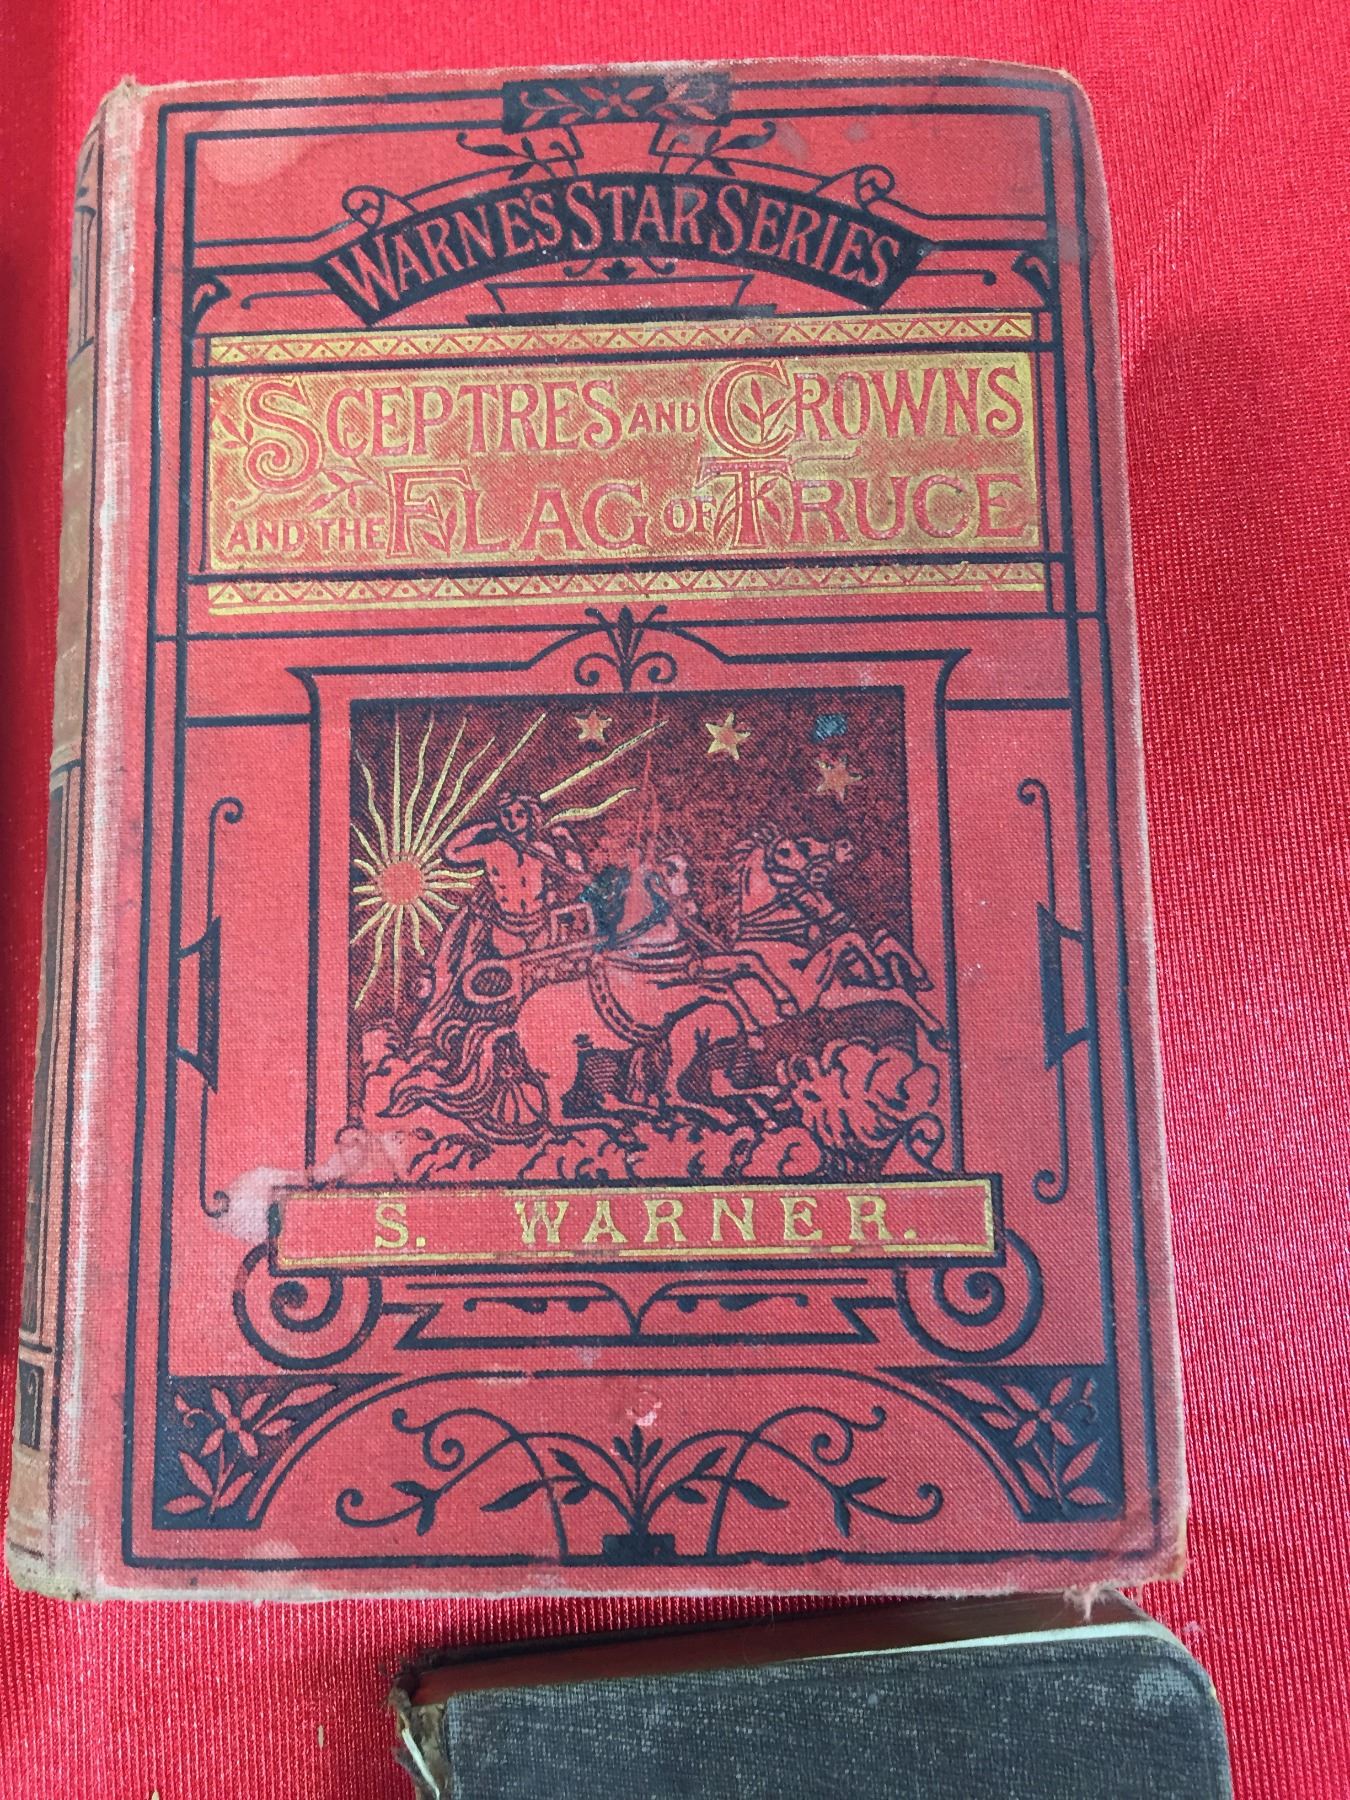 WARNE'S STAR SERIES
SCEPTRES AND CROWNS
AND THE FLAG OF TRUCE
S. WARNER.